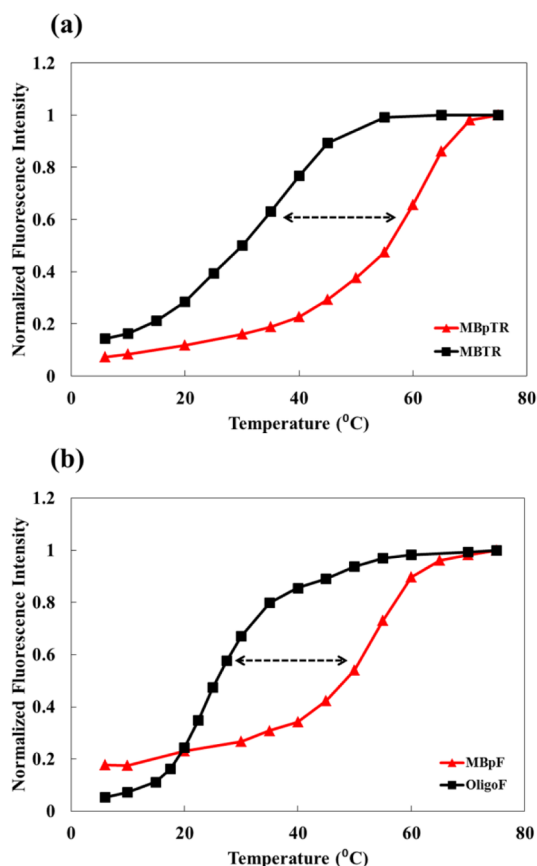 (a)
Normalized Fluorescence Intensity
1.2
1
0.8
0.6
0.4
0.2
0
0 20 40 60 80
Temperature (⁰C)
MBpTR
MBTR
(b)
Normalized Fluorescence Intensity
1.2
1
0.8
0.6
0.4
0.2
0
0 20 40 60 80
Temperature (⁰C)
MBpF
OligoF